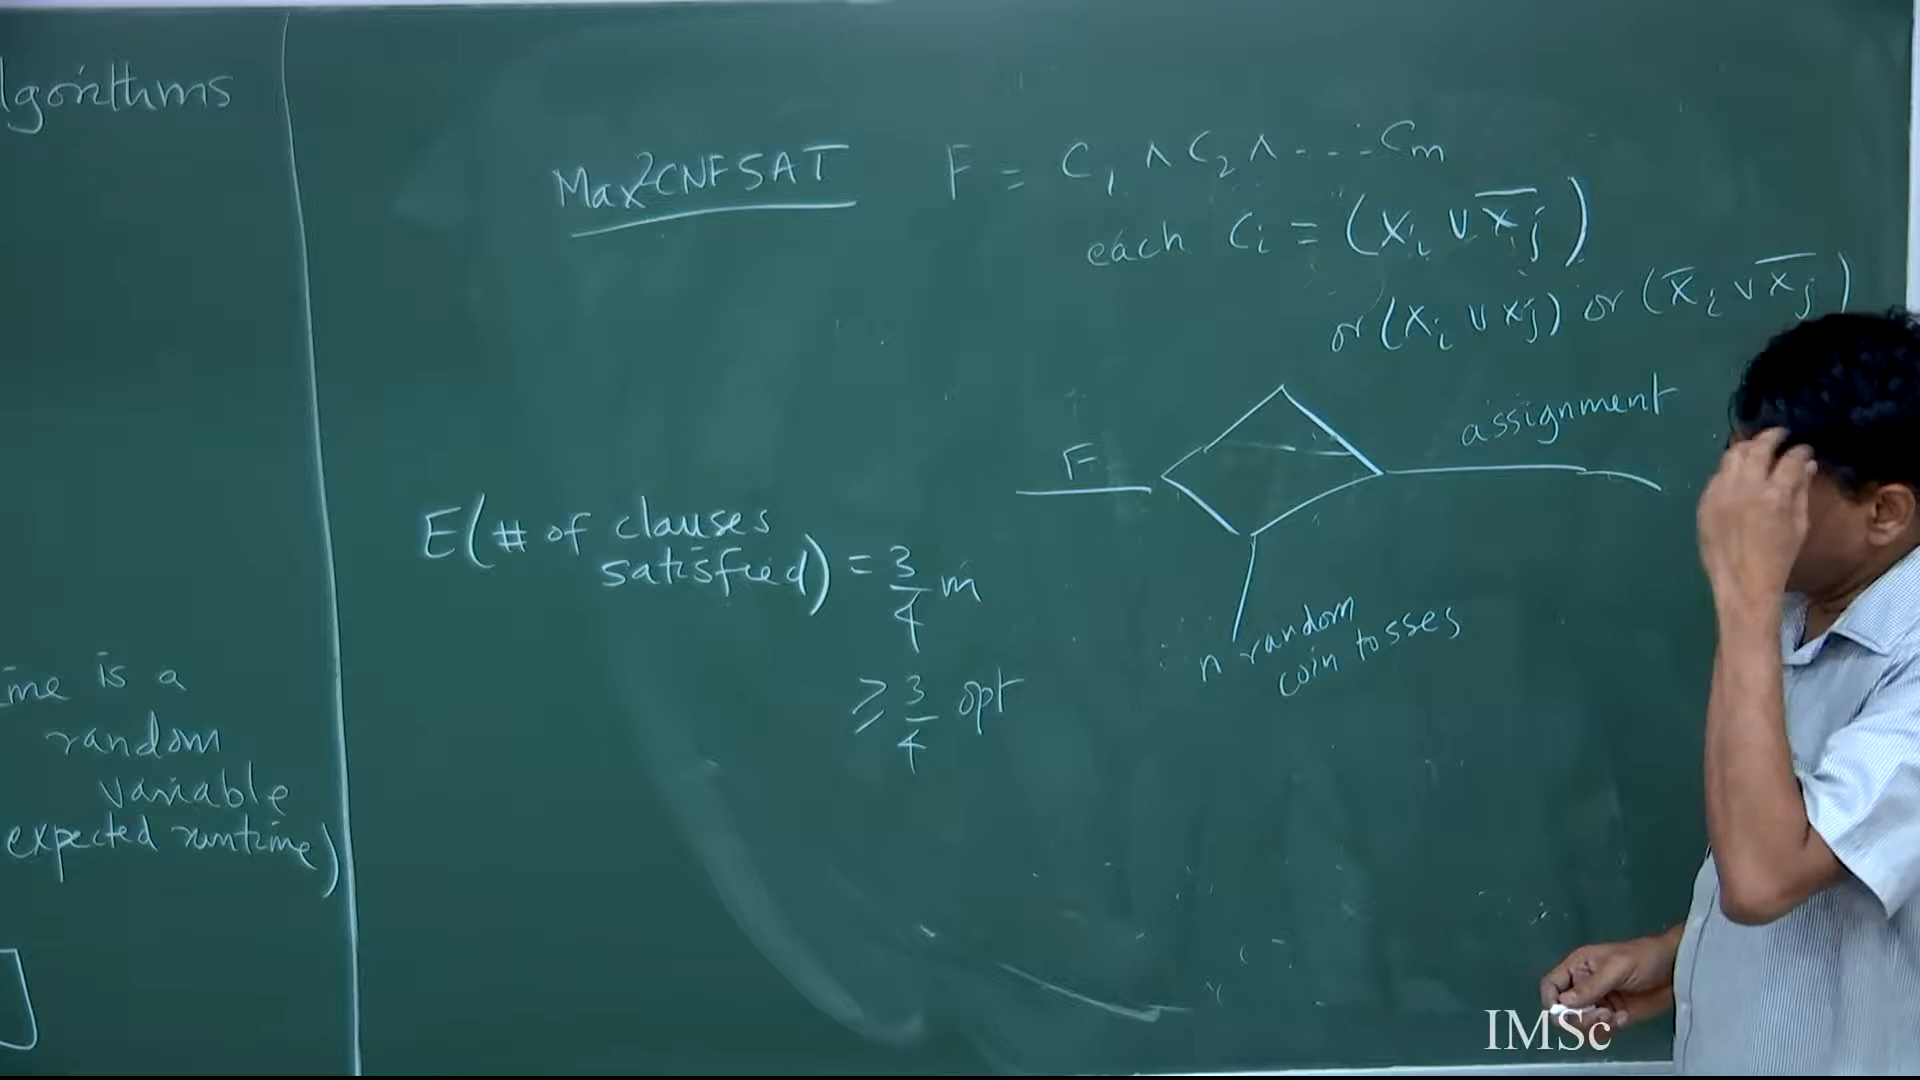 lgorithms
ime is a
random
variable
expected runtime)
Max2CNFSAT
F = C₁ ∧ C₂ ∧ ---- Cm
each Cᵢ = (xᵢ ∨ x̅ⱼ)
or (xᵢ ∨ xⱼ) or (x̅ᵢ ∨ x̅ⱼ)
F
assignment
n random
coin tosses
E(# of clauses
satisfied) = 3/4 m
≥ 3/4 opt
IMSc